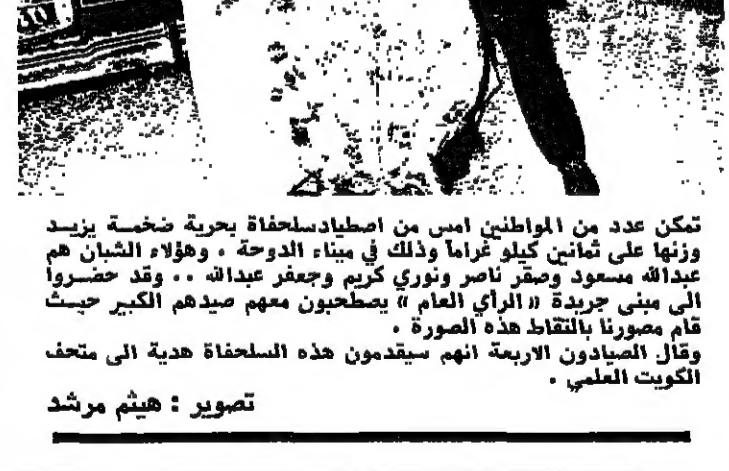 30
تمكن عدد من المواطنين امس من اصطيادسلحفاة بحرية ضخمة يزيد
وزنها على ثمانين كيلو غراما وذلك في ميناء الدوحة ، وهؤلاء الشبان هم
عبدالله مسعود وصقر ناصر ونوري كريم وجعفر عبدالله .. وقد حضروا
الى مبنى جريدة « الرأي العام » يصطحبون معهم صيدهم الكبير حيث
قام مصورنا بالتقاط هذه الصورة .
وقال الصيادون الاربعة انهم سيقدمون هذه السلحفاة هدية الى متحف
الكويت العلمي .
تصوير : هيثم مرشد